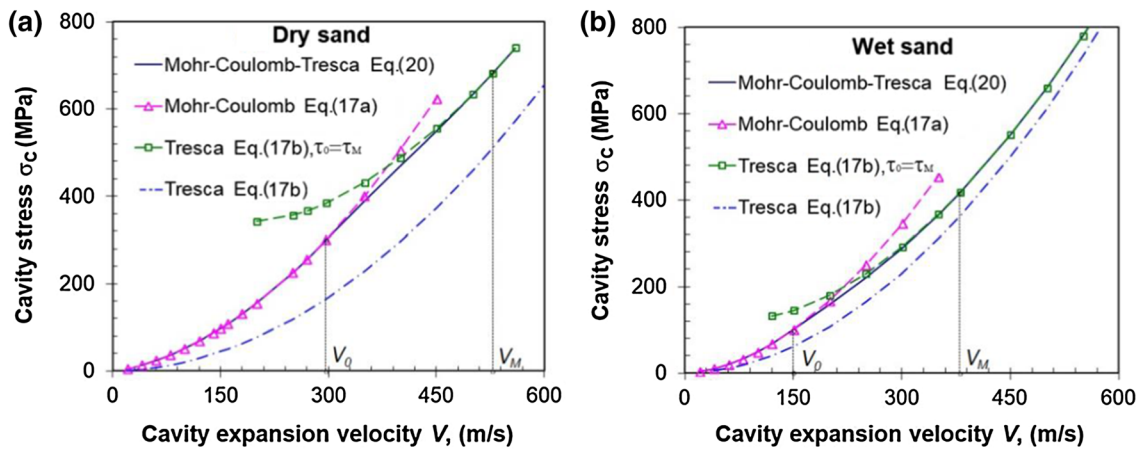 (a)
Dry sand
Mohr-Coulomb-Tresca Eq.(20)
Mohr-Coulomb Eq.(17a)
Tresca Eq.(17b),τ₀=τM
Tresca Eq.(17b)
Cavity stress σc (MPa)
800
600
400
200
0
V₀
VM
0 150 300 450 600
Cavity expansion velocity V, (m/s)
(b)
Wet sand
Mohr-Coulomb-Tresca Eq.(20)
Mohr-Coulomb Eq.(17a)
Tresca Eq.(17b),τ₀=τM
Tresca Eq.(17b)
Cavity stress σc (MPa)
800
600
400
200
0
V₀
VM
0 150 300 450 600
Cavity expansion velocity V, (m/s)